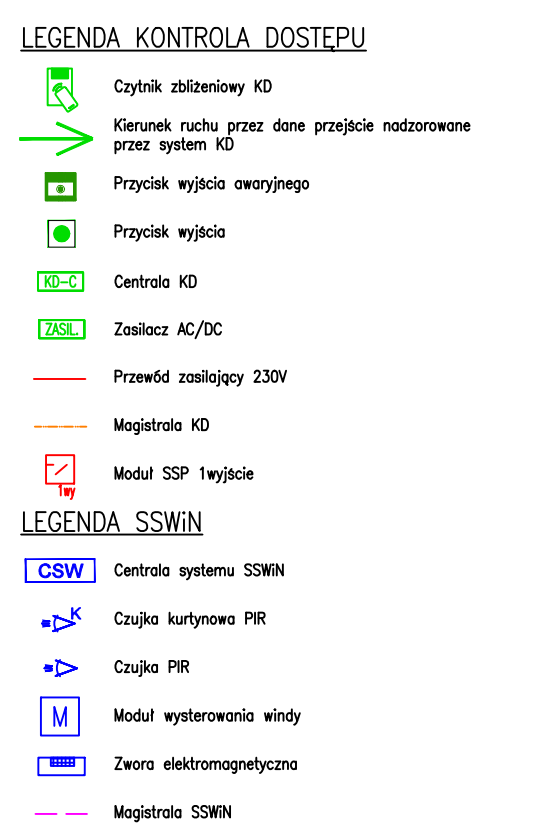 LEGENDA KONTROLA DOSTĘPU
Czytnik zbliżeniowy KD
Kierunek ruchu przez dane przejście nadzorowane
przez system KD
Przycisk wyjścia awaryjnego
Przycisk wyjścia
KD-C Centrala KD
ZASIL. Zasilacz AC/DC
Przewód zasilający 230V
Magistrala KD
Moduł SSP 1wyjście
1wy
LEGENDA SSWiN
CSW Centrala systemu SSWiN
K Czujka kurtynowa PIR
Czujka PIR
M Moduł wysterowania windy
Zwora elektromagnetyczna
Magistrala SSWiN